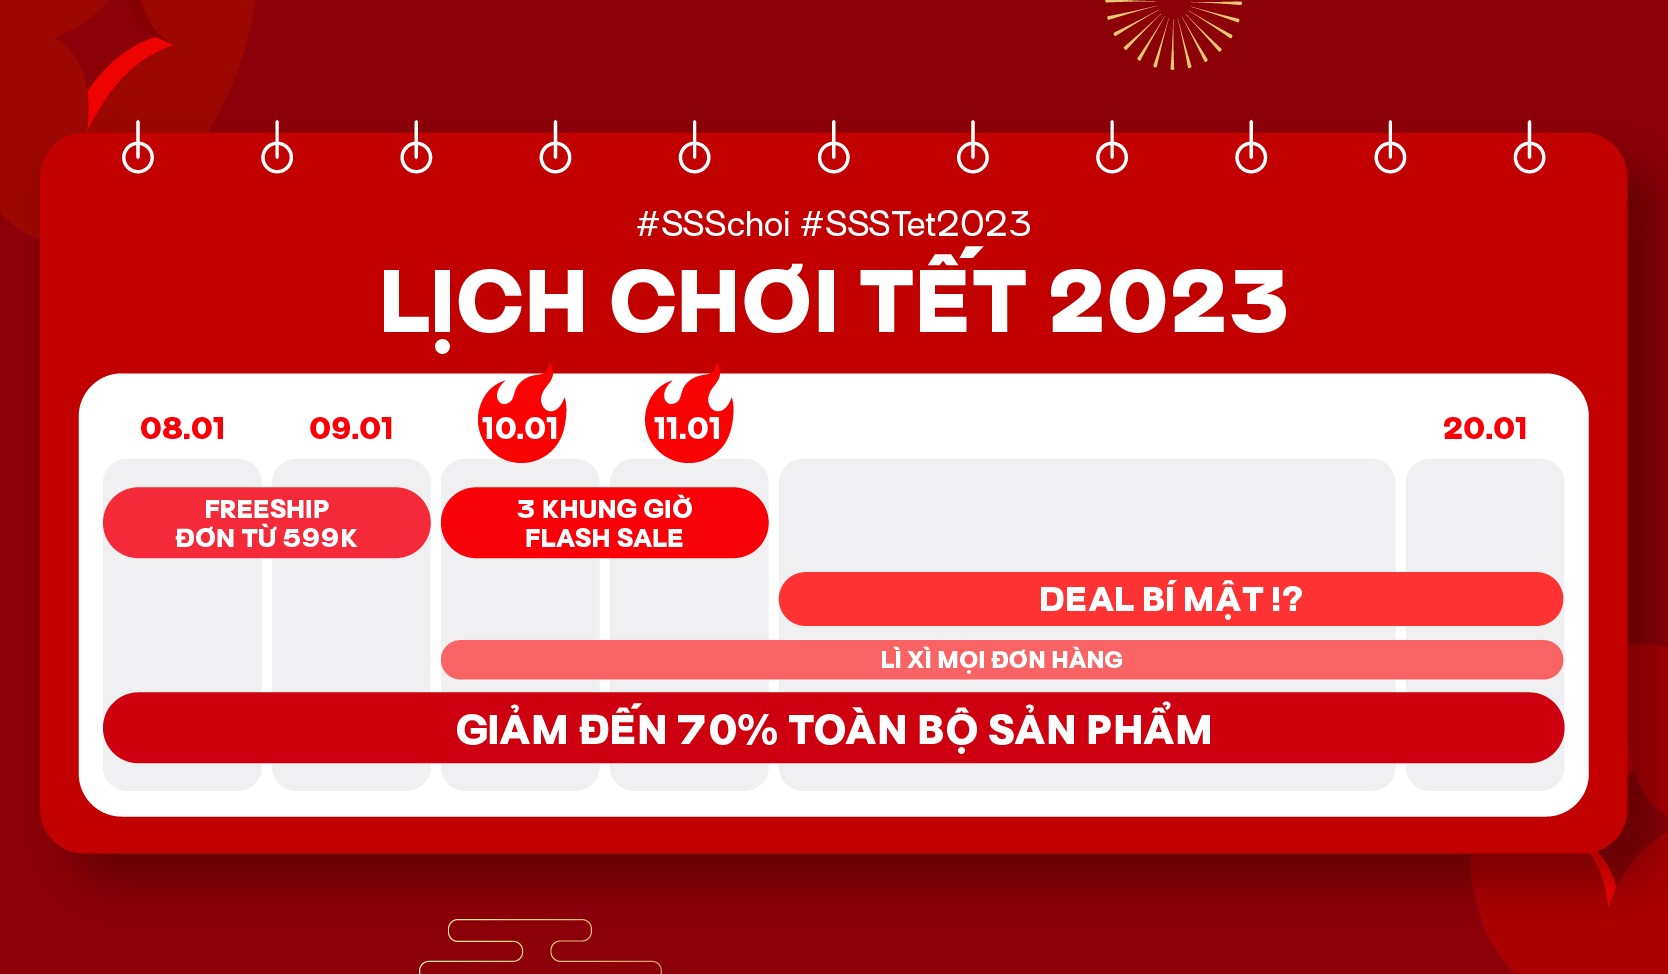 #SSSchoi #SSSTet2023
LỊCH CHƠI TẾT 2023
08.01
09.01
10.01
11.01
20.01
FREESHIP
ĐƠN TỪ 599K
3 KHUNG GIỜ
FLASH SALE
DEAL BÍ MẬT !?
LÌ XÌ MỌI ĐƠN HÀNG
GIẢM ĐẾN 70% TOÀN BỘ SẢN PHẨM